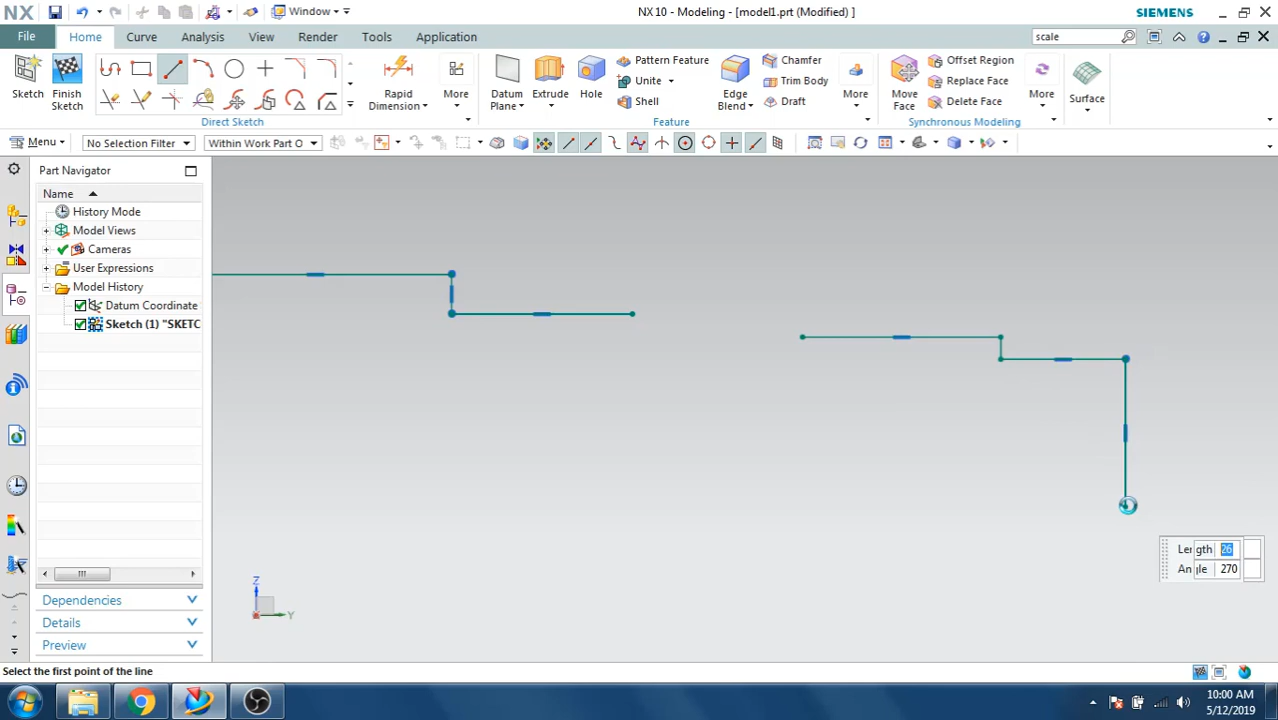 NX
Window
NX 10 - Modeling - [model1.prt (Modified) ]
SIEMENS
File
Home
Curve
Analysis
View
Render
Tools
Application
scale
Sketch
Finish Sketch
Direct Sketch
Rapid Dimension
More
Datum Plane
Extrude
Hole
Pattern Feature
Unite
Shell
Edge Blend
Chamfer
Trim Body
Draft
More
Feature
Move Face
Offset Region
Replace Face
Delete Face
More
Synchronous Modeling
Surface
Menu
No Selection Filter
Within Work Part O
Part Navigator
Name
History Mode
Model Views
Cameras
User Expressions
Model History
Datum Coordinate
Sketch (1) "SKETC
Dependencies
Details
Preview
Z
Y
Length 26
Angle 270
Select the first point of the line
10:00 AM
5/12/2019